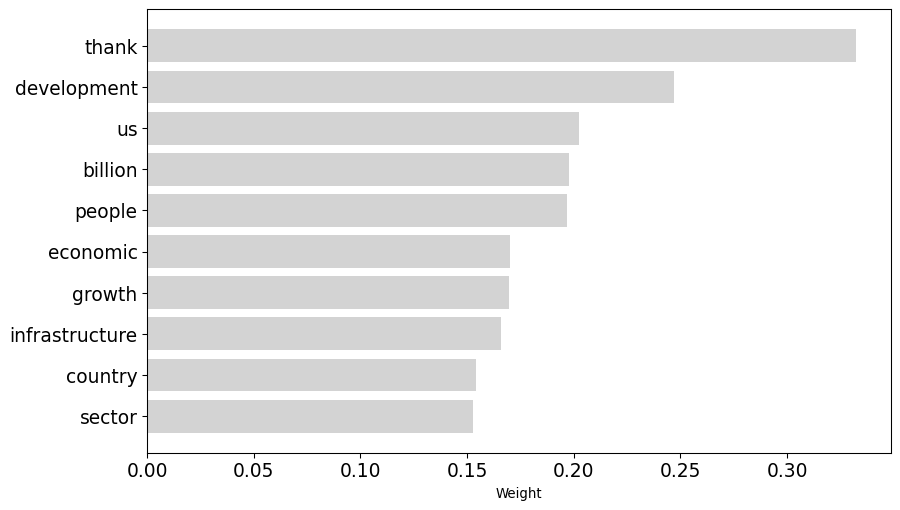 thank
development
us
billion
people
economic
growth
infrastructure
country
sector
0.00 0.05 0.10 0.15 0.20 0.25 0.30
Weight